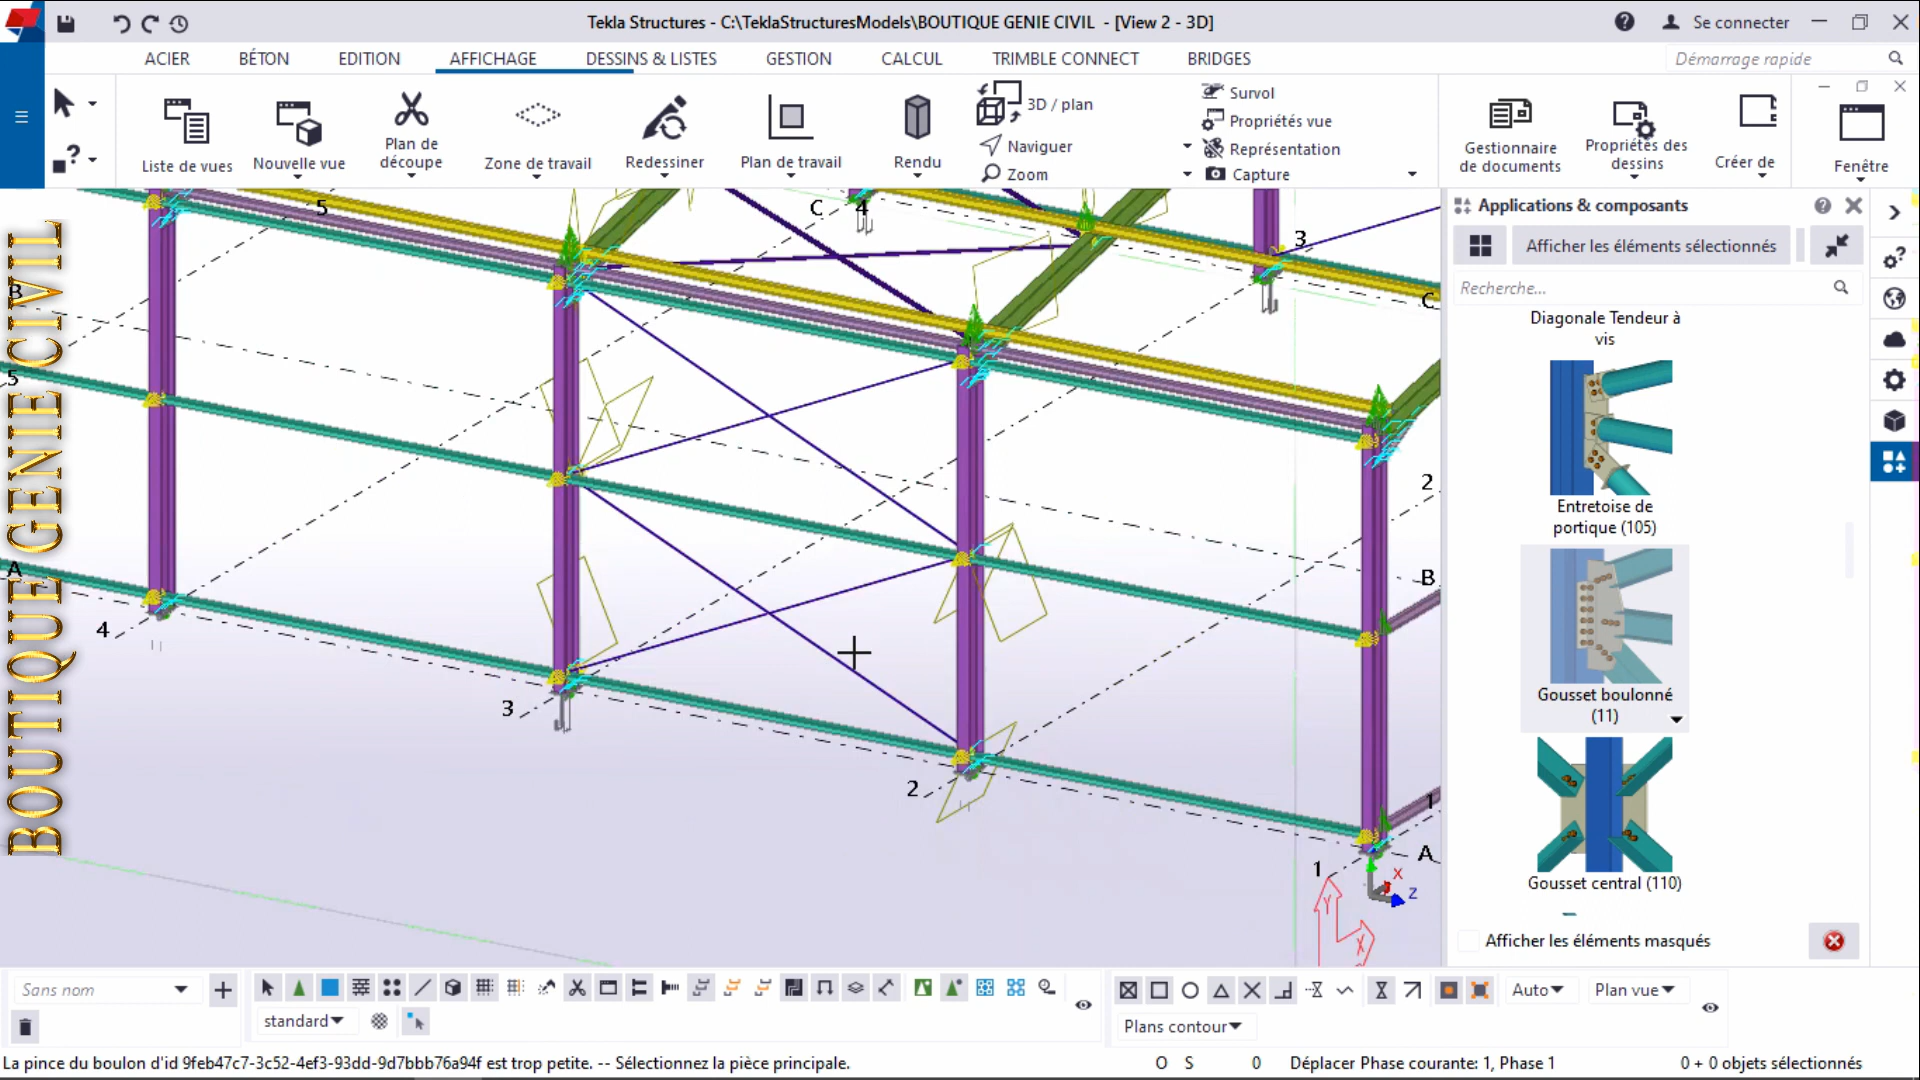 Tekla Structures - C:\TeklaStructuresModels\BOUTIQUE GENIE CIVIL - [View 2 - 3D]
Se connecter
ACIER
BÉTON
EDITION
AFFICHAGE
DESSINS & LISTES
GESTION
CALCUL
TRIMBLE CONNECT
BRIDGES
Démarrage rapide
Liste de vues
Nouvelle vue
Plan de
découpe
Zone de travail
Redessiner
Plan de travail
Rendu
3D / plan
Naviguer
Zoom
Survol
Propriétés vue
Représentation
Capture
Gestionnaire
de documents
Propriétés des
dessins
Créer de
Fenêtre
Applications & composants
Afficher les éléments sélectionnés
Recherche...
Diagonale Tendeur à
vis
Entretoise de
portique (105)
Gousset boulonné
(11)
Gousset central (110)
Afficher les éléments masqués
BOUTIQUE GENIE CIVIL
5
C
4
3
B
C
5
2
A
B
4
3
2
1
A
1
X
Z
Y
X
Sans nom
standard
Auto
Plan vue
Plans contour
La pince du boulon d'id 9feb47c7-3c52-4ef3-93dd-9d7bbb76a94f est trop petite. -- Sélectionnez la pièce principale.
O S 0 Déplacer Phase courante: 1, Phase 1
0 + 0 objets sélectionnés